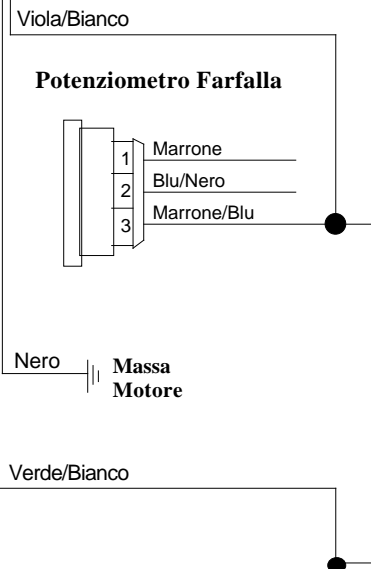 Viola/Bianco
Potenziometro Farfalla
1 Marrone
2 Blu/Nero
3 Marrone/Blu
Nero
Massa
Motore
Verde/Bianco